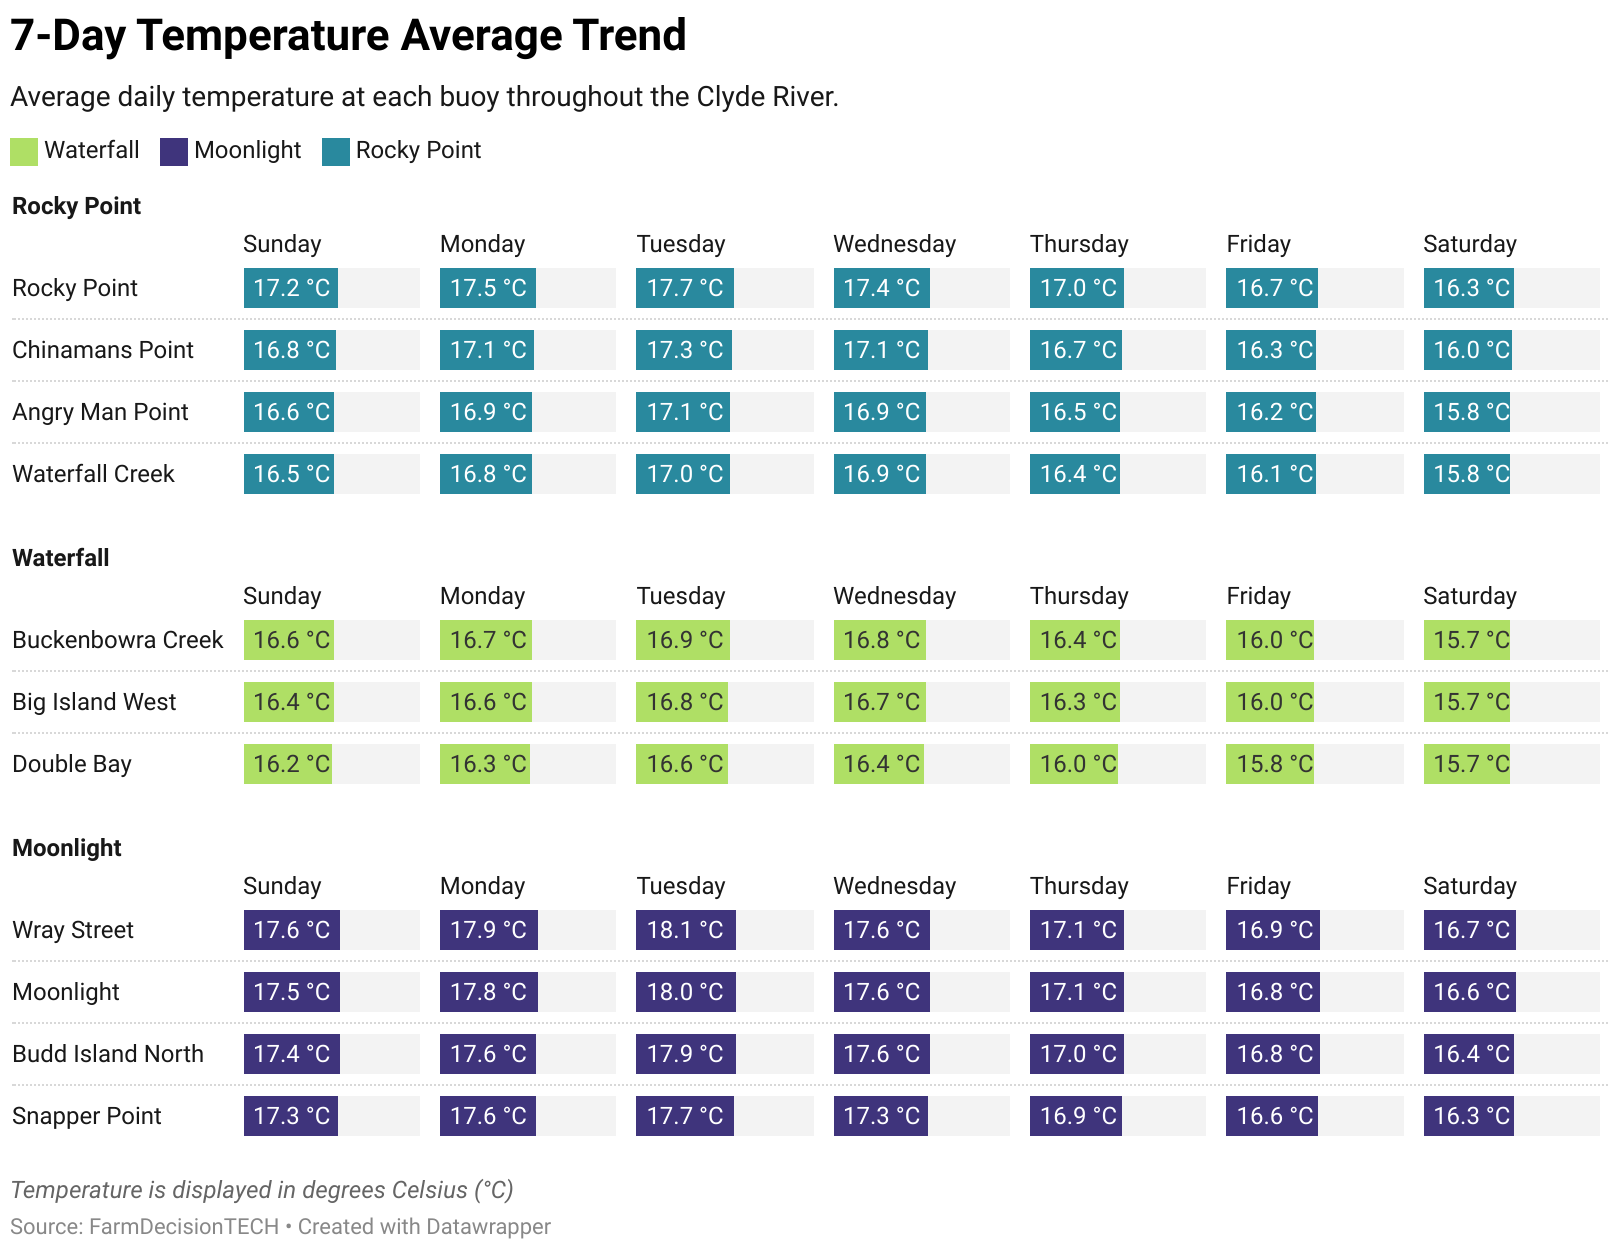 7-Day Temperature Average Trend
Average daily temperature at each buoy throughout the Clyde River.
Waterfall Moonlight Rocky Point
Rocky Point
Sunday Monday Tuesday Wednesday Thursday Friday Saturday
Rocky Point 17.2 °C 17.5 °C 17.7 °C 17.4 °C 17.0 °C 16.7 °C 16.3 °C
Chinamans Point 16.8 °C 17.1 °C 17.3 °C 17.1 °C 16.7 °C 16.3 °C 16.0 °C
Angry Man Point 16.6 °C 16.9 °C 17.1 °C 16.9 °C 16.5 °C 16.2 °C 15.8 °C
Waterfall Creek 16.5 °C 16.8 °C 17.0 °C 16.9 °C 16.4 °C 16.1 °C 15.8 °C
Waterfall
Sunday Monday Tuesday Wednesday Thursday Friday Saturday
Buckenbowra Creek 16.6 °C 16.7 °C 16.9 °C 16.8 °C 16.4 °C 16.0 °C 15.7 °C
Big Island West 16.4 °C 16.6 °C 16.8 °C 16.7 °C 16.3 °C 16.0 °C 15.7 °C
Double Bay 16.2 °C 16.3 °C 16.6 °C 16.4 °C 16.0 °C 15.8 °C 15.7 °C
Moonlight
Sunday Monday Tuesday Wednesday Thursday Friday Saturday
Wray Street 17.6 °C 17.9 °C 18.1 °C 17.6 °C 17.1 °C 16.9 °C 16.7 °C
Moonlight 17.5 °C 17.8 °C 18.0 °C 17.6 °C 17.1 °C 16.8 °C 16.6 °C
Budd Island North 17.4 °C 17.6 °C 17.9 °C 17.6 °C 17.0 °C 16.8 °C 16.4 °C
Snapper Point 17.3 °C 17.6 °C 17.7 °C 17.3 °C 16.9 °C 16.6 °C 16.3 °C
Temperature is displayed in degrees Celsius (°C)
Source: FarmDecisionTECH • Created with Datawrapper